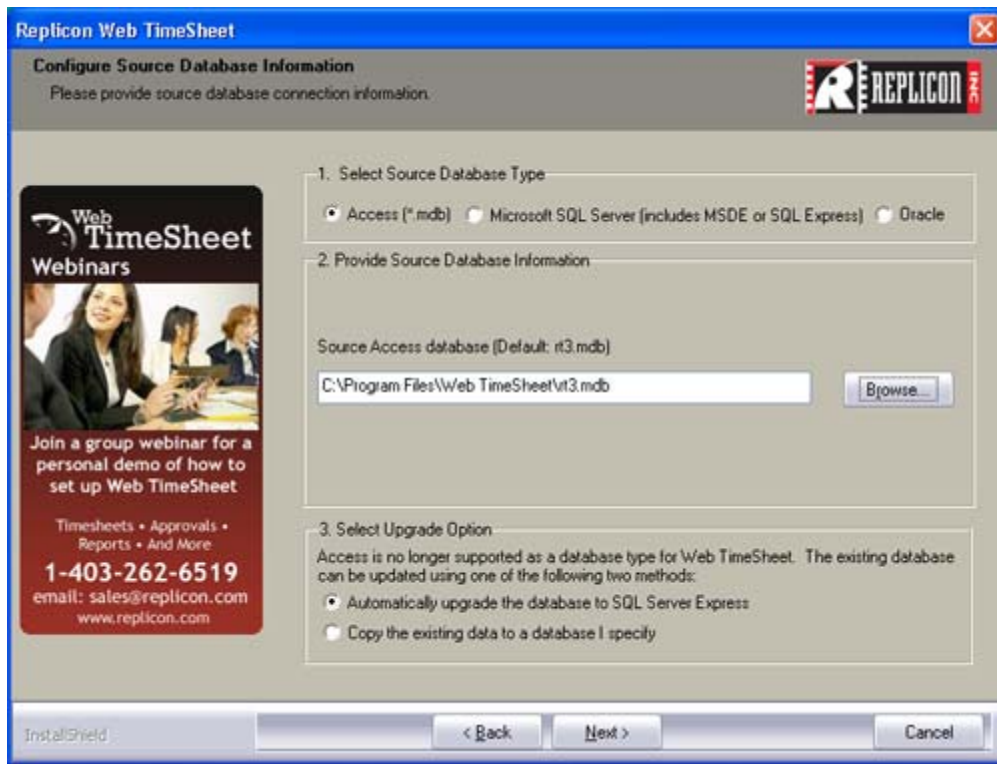 Replicon Web TimeSheet
Configure Source Database Information
Please provide source database connection information.
REPLICON INC
Web
TimeSheet
Webinars
Join a group webinar for a
personal demo of how to
set up Web TimeSheet
Timesheets • Approvals •
Reports • And More
1-403-262-6519
email: sales@replicon.com
www.replicon.com
1. Select Source Database Type
Access (*.mdb)
Microsoft SQL Server (includes MSDE or SQL Express)
Oracle
2. Provide Source Database Information
Source Access database (Default: rt3.mdb)
C:\Program Files\Web TimeSheet\rt3.mdb
Browse...
3. Select Upgrade Option
Access is no longer supported as a database type for Web TimeSheet. The existing database
can be updated using one of the following two methods:
Automatically upgrade the database to SQL Server Express
Copy the existing data to a database I specify
InstallShield
< Back
Next >
Cancel